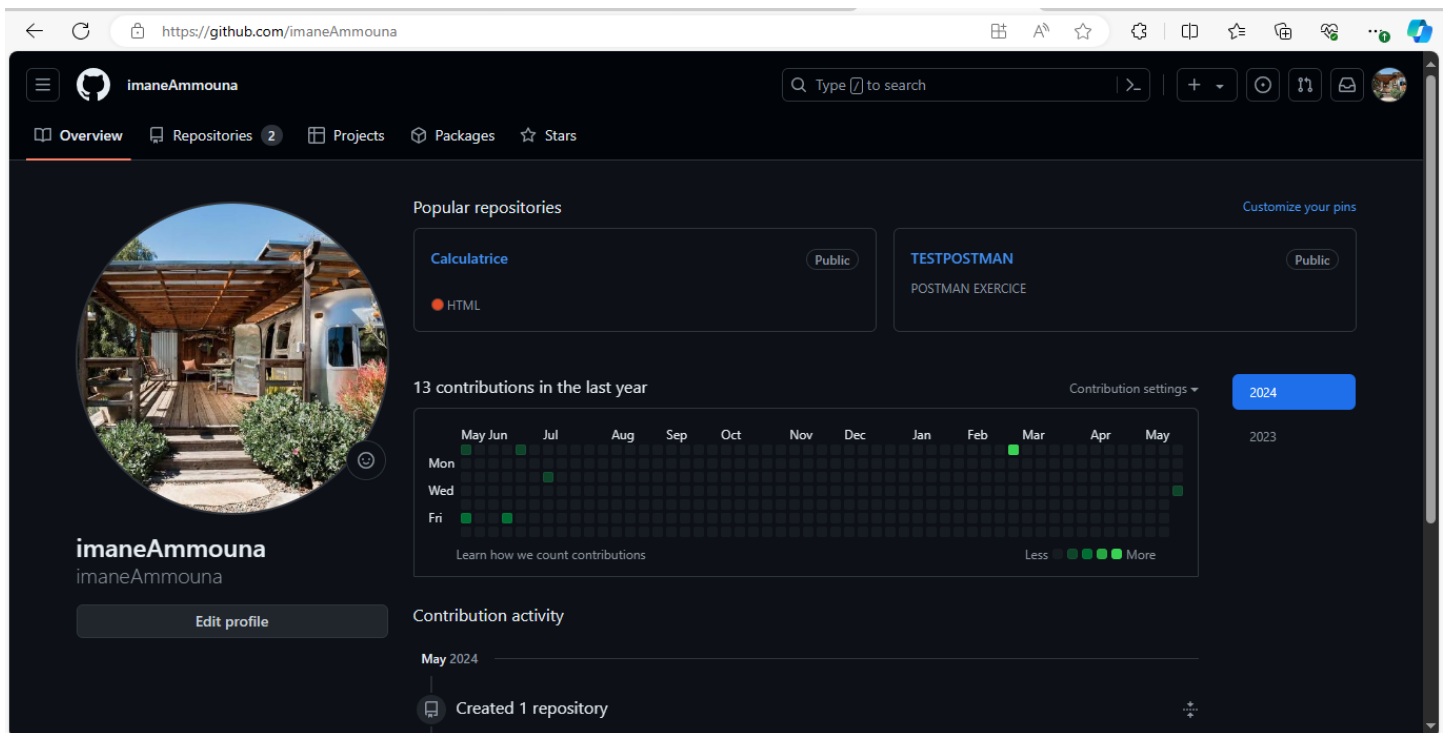 https://github.com/imaneAmmouna
imaneAmmouna
Type / to search
Overview
Repositories 2
Projects
Packages
Stars
Popular repositories
Customize your pins
Calculatrice
Public
HTML
TESTPOSTMAN
Public
POSTMAN EXERCICE
13 contributions in the last year
Contribution settings
2024
2023
May Jun Jul Aug Sep Oct Nov Dec Jan Feb Mar Apr May
Mon
Wed
Fri
Learn how we count contributions
Less More
imaneAmmouna
imaneAmmouna
Edit profile
Contribution activity
May 2024
Created 1 repository